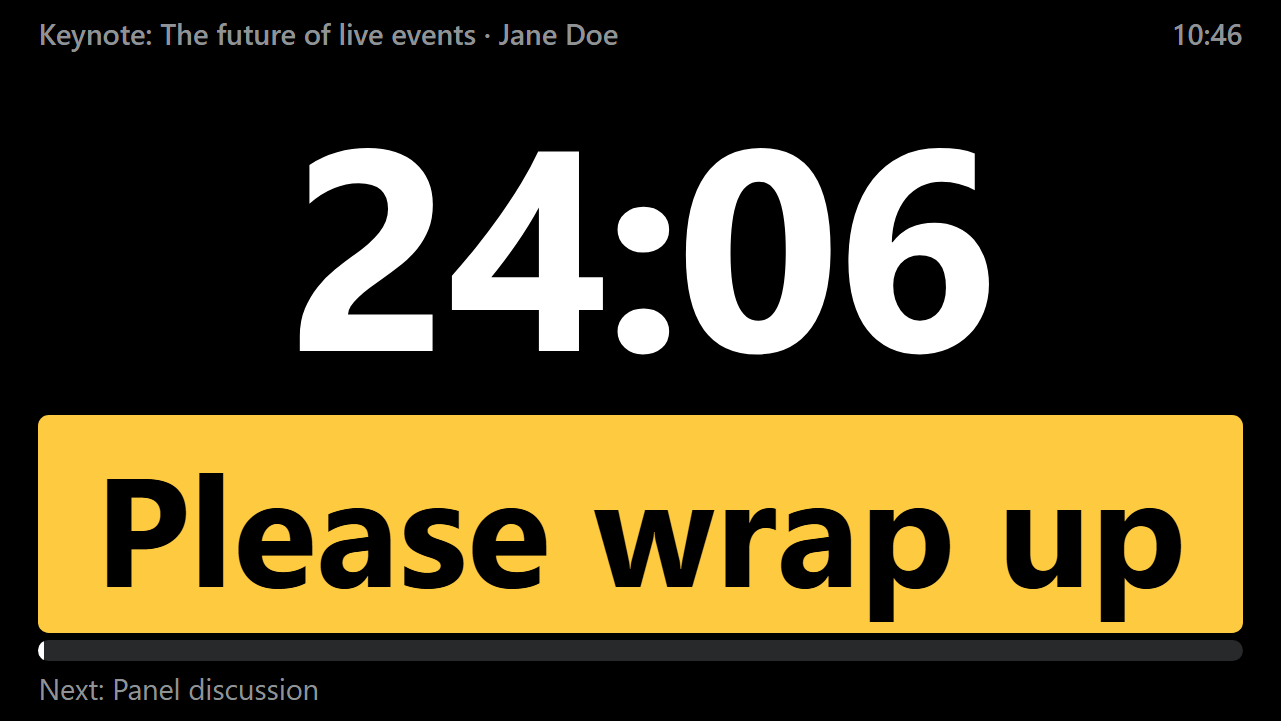 Keynote: The future of live events · Jane Doe
10:46
24:06
Please wrap up
Next: Panel discussion